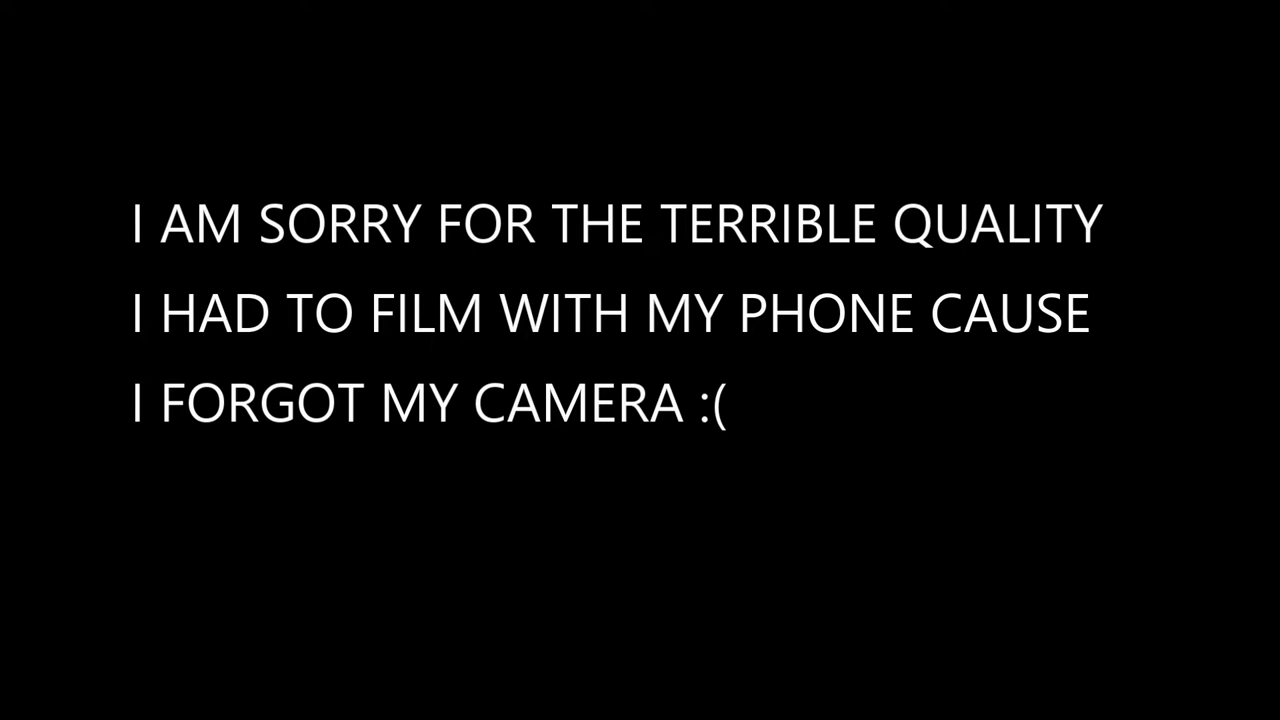 I AM SORRY FOR THE TERRIBLE QUALITY
I HAD TO FILM WITH MY PHONE CAUSE
I FORGOT MY CAMERA :(